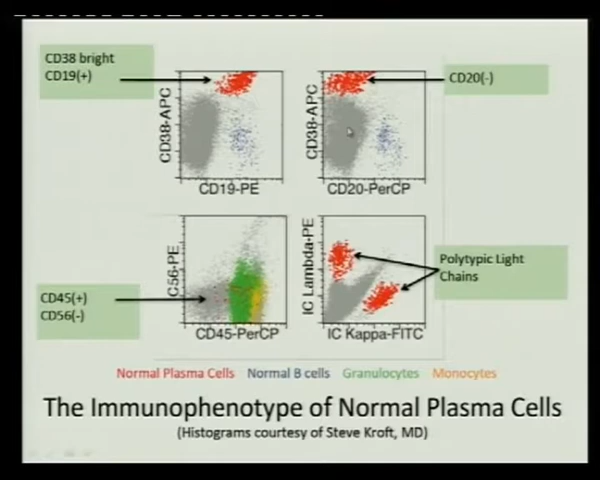 CD38 bright
CD19(+)
CD38-APC
CD19-PE
CD38-APC
CD20-PerCP
CD20(-)
CD45(+)
CD56(-)
C56-PE
CD45-PerCP
IC Lambda-PE
IC Kappa-FITC
Polytypic Light
Chains
Normal Plasma Cells Normal B cells Granulocytes Monocytes
The Immunophenotype of Normal Plasma Cells
(Histograms courtesy of Steve Kroft, MD)